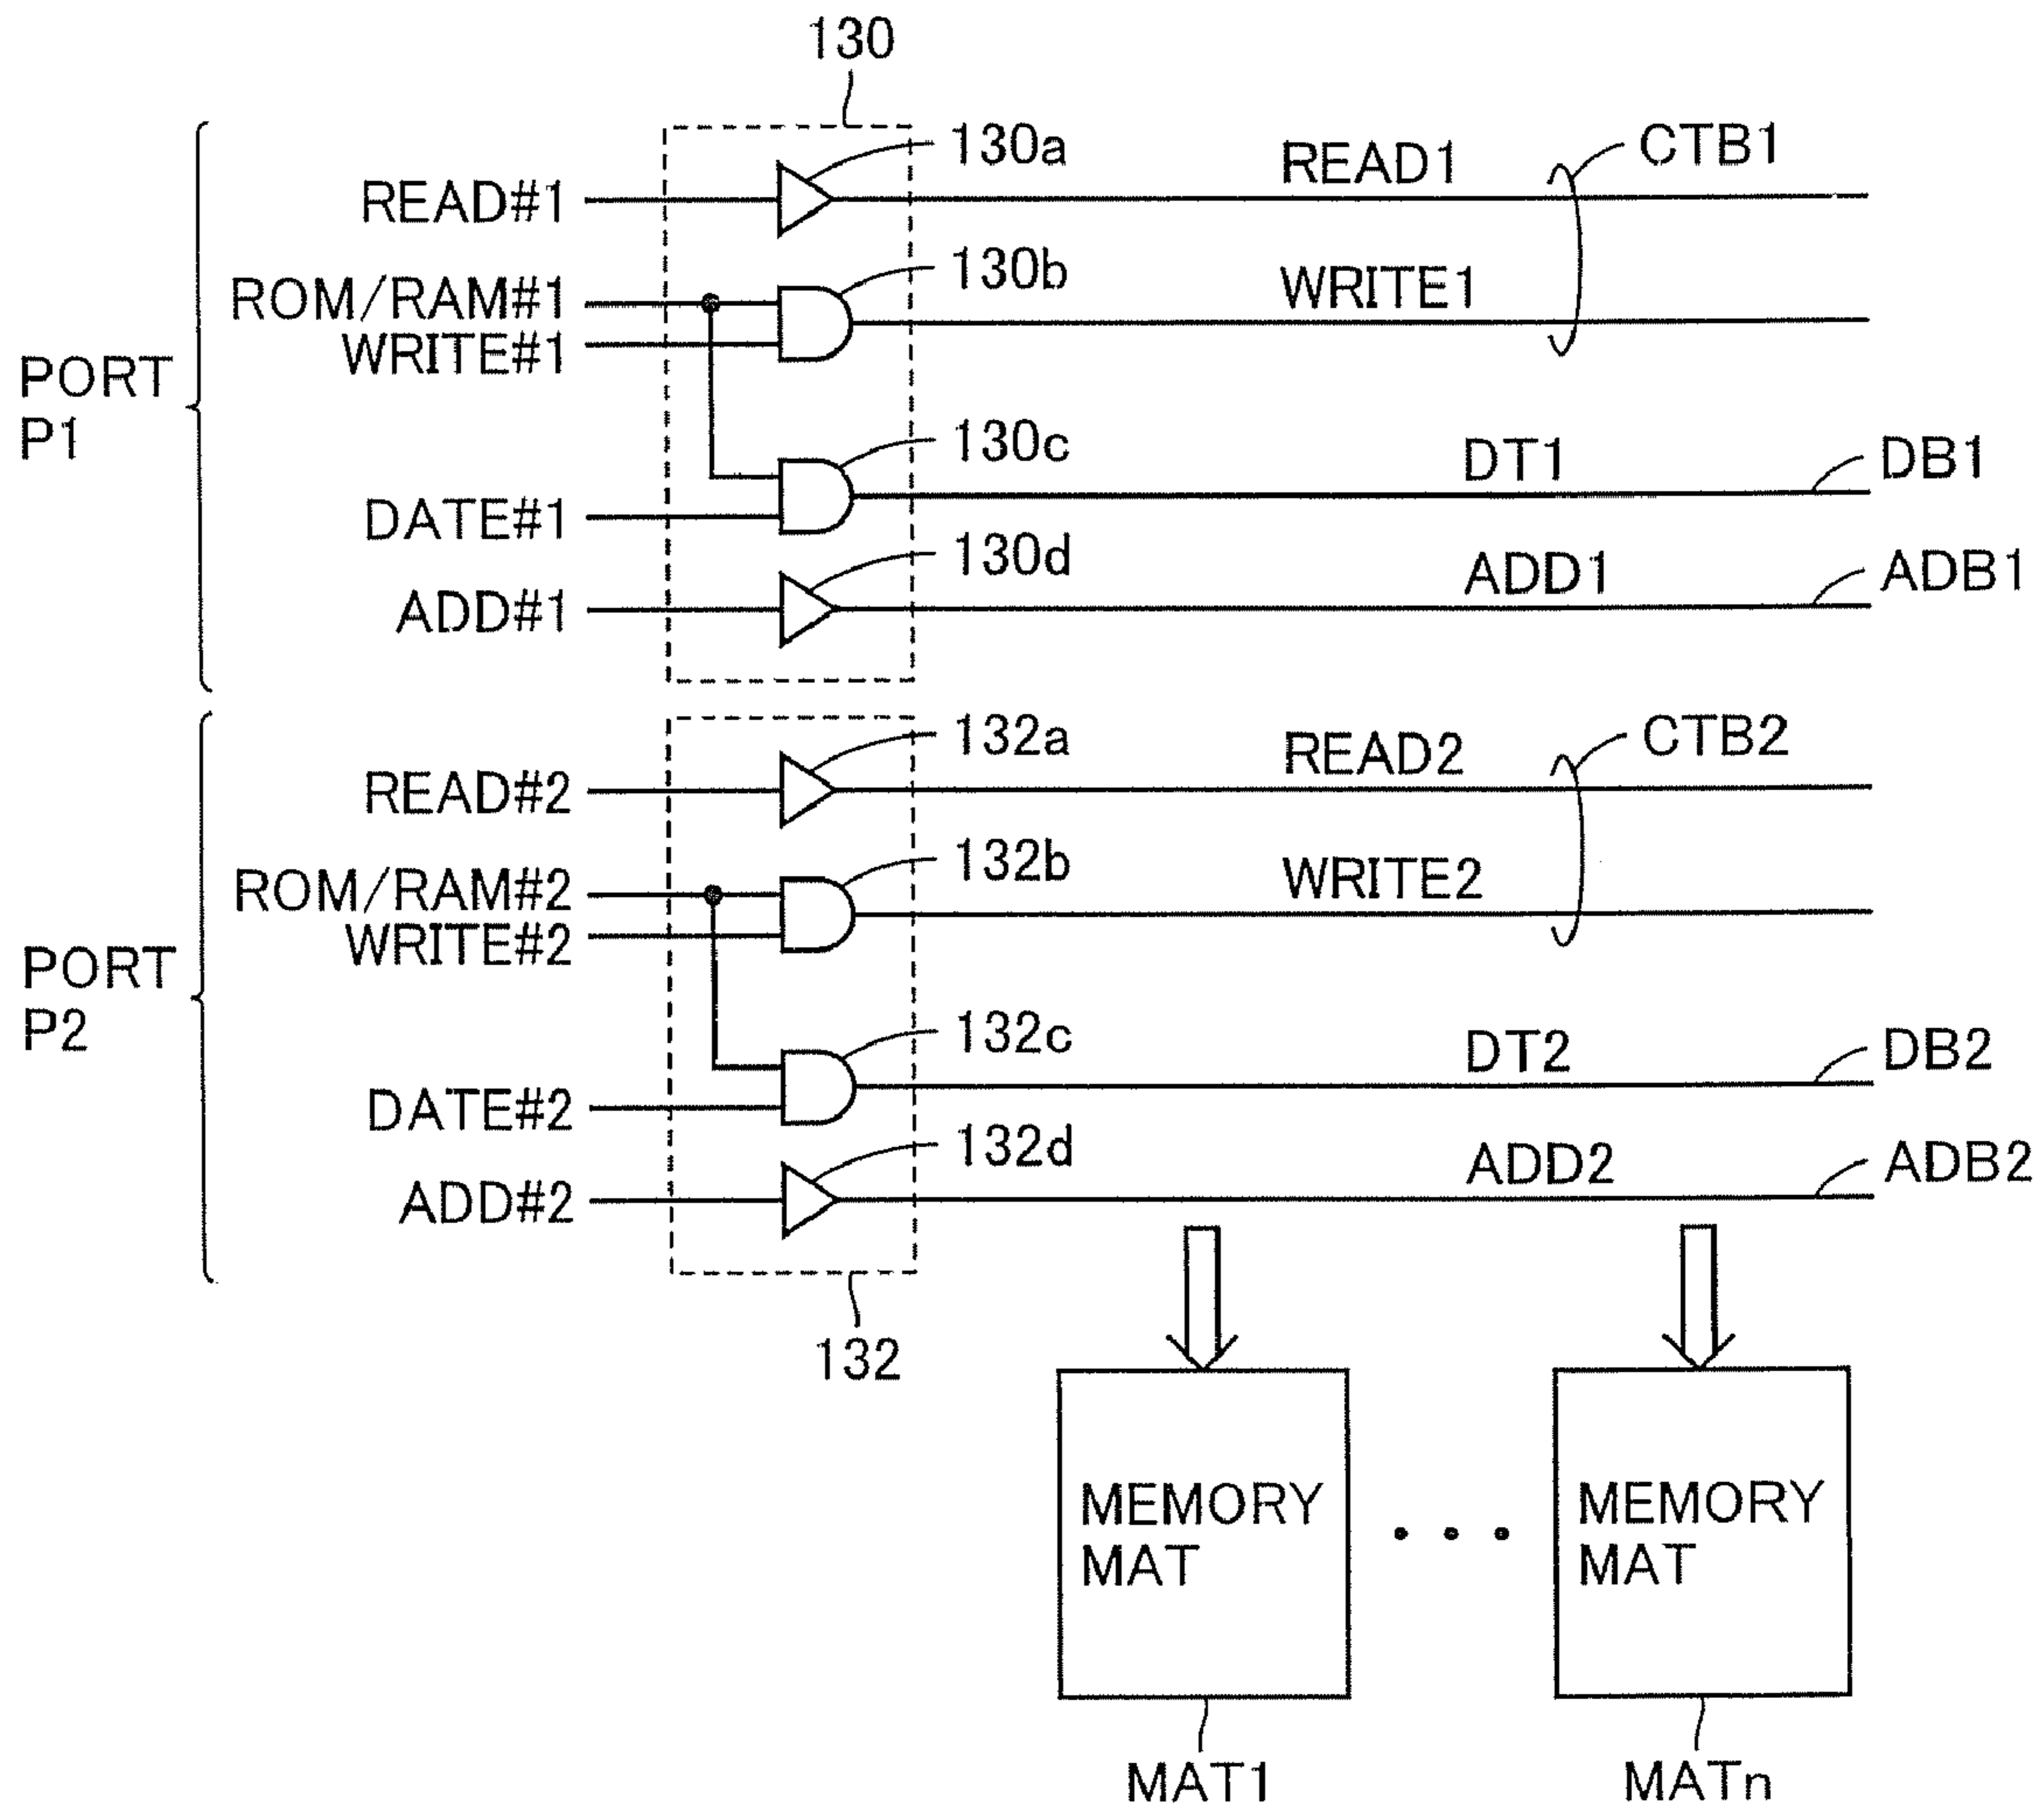 130
130a
READ1
CTB1
READ#1
130b
WRITE1
ROM/RAM#1
WRITE#1
PORT
P1
130c
DT1
DB1
DATE#1
130d
ADD1
ADB1
ADD#1
132a
READ2
CTB2
READ#2
132b
WRITE2
ROM/RAM#2
WRITE#2
PORT
P2
132c
DT2
DB2
DATE#2
132d
ADD2
ADB2
ADD#2
132
MEMORY
MAT
MEMORY
MAT
MAT1
MATn